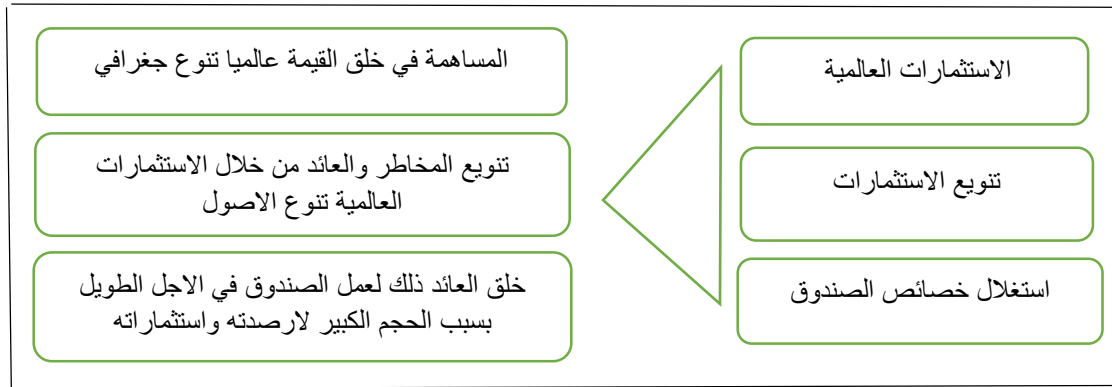 الاستثمارات العالمية
المساهمة في خلق القيمة عالميا تنوع جغرافي
تنويع الاستثمارات
تنويع المخاطر والعائد من خلال الاستثمارات
العالمية تنوع الاصول
استغلال خصائص الصندوق
خلق العائد ذلك لعمل الصندوق في الاجل الطويل
بسبب الحجم الكبير لارصدته واستثماراته